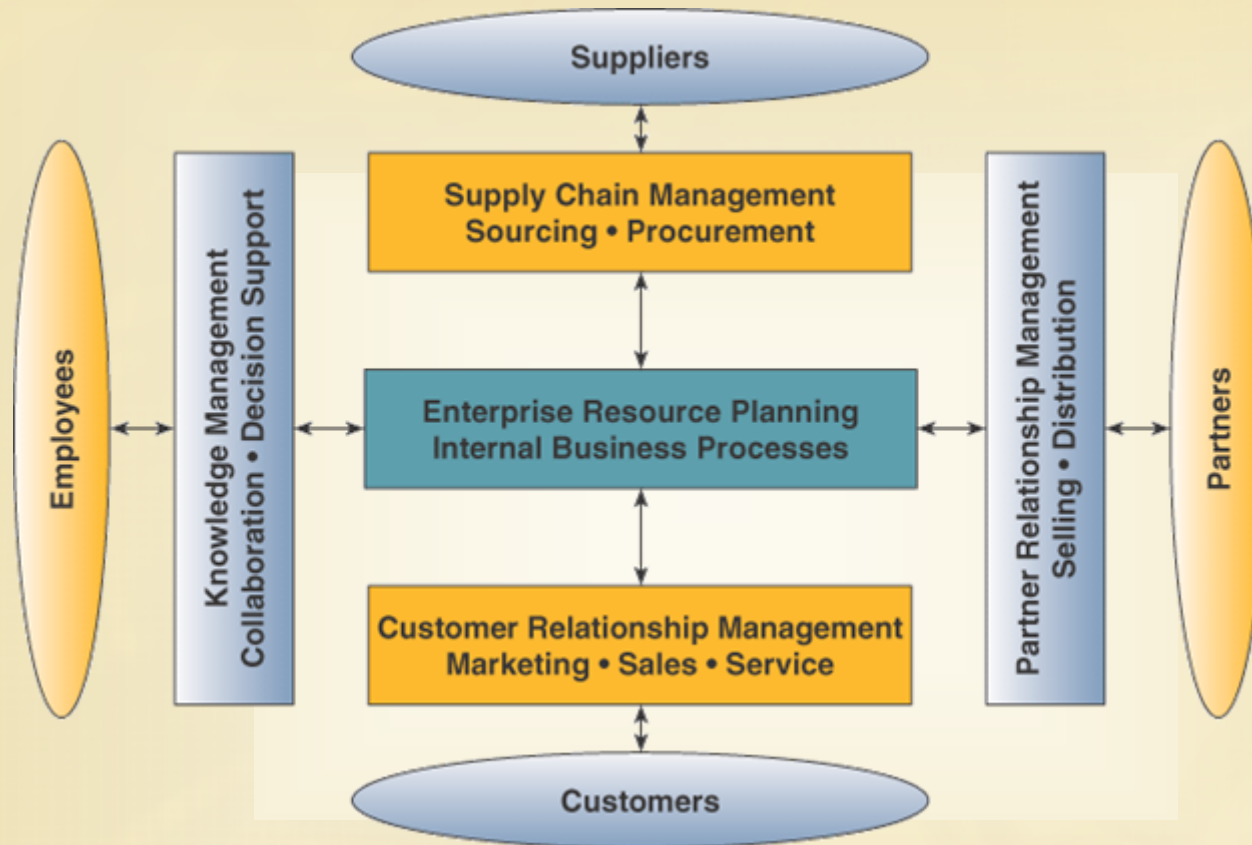 Suppliers
Supply Chain Management
Sourcing • Procurement
Employees
Knowledge Management
Collaboration • Decision Support
Enterprise Resource Planning
Internal Business Processes
Partner Relationship Management
Selling • Distribution
Partners
Customer Relationship Management
Marketing • Sales • Service
Customers